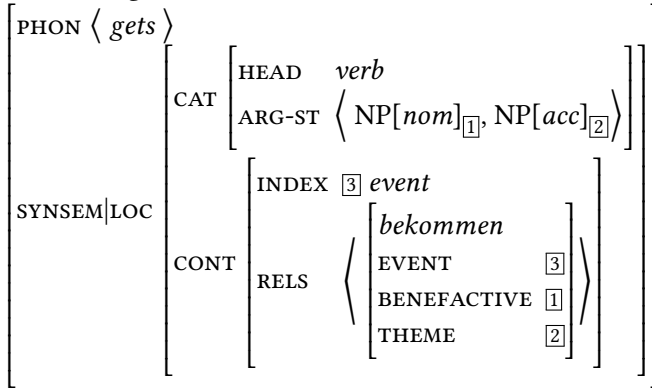 PHON ⟨ gets ⟩
SYNSEM|LOC
CAT
HEAD verb
ARG-ST ⟨ NP[nom]1, NP[acc]2 ⟩
CONT
INDEX 3 event
RELS
bekommen
EVENT 3
BENEFACTIVE 1
THEME 2